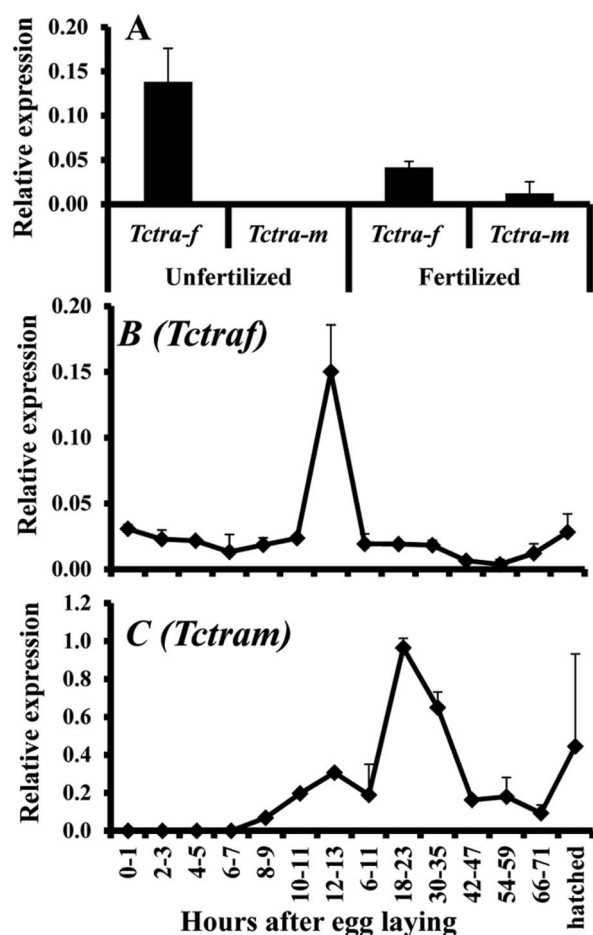 A
Relative expression
0.20
0.15
0.10
0.05
0.00
Tctra-f Tctra-m Tctra-f Tctra-m
Unfertilized Fertilized
B (Tctraf)
Relative expression
0.20
0.15
0.10
0.05
0.00
C (Tctram)
Relative expression
1.2
1.0
0.8
0.6
0.4
0.2
0.0
0-1 2-3 4-5 6-7 8-9 10-11 12-13 6-11 18-23 30-35 42-47 54-59 66-71 hatched
Hours after egg laying